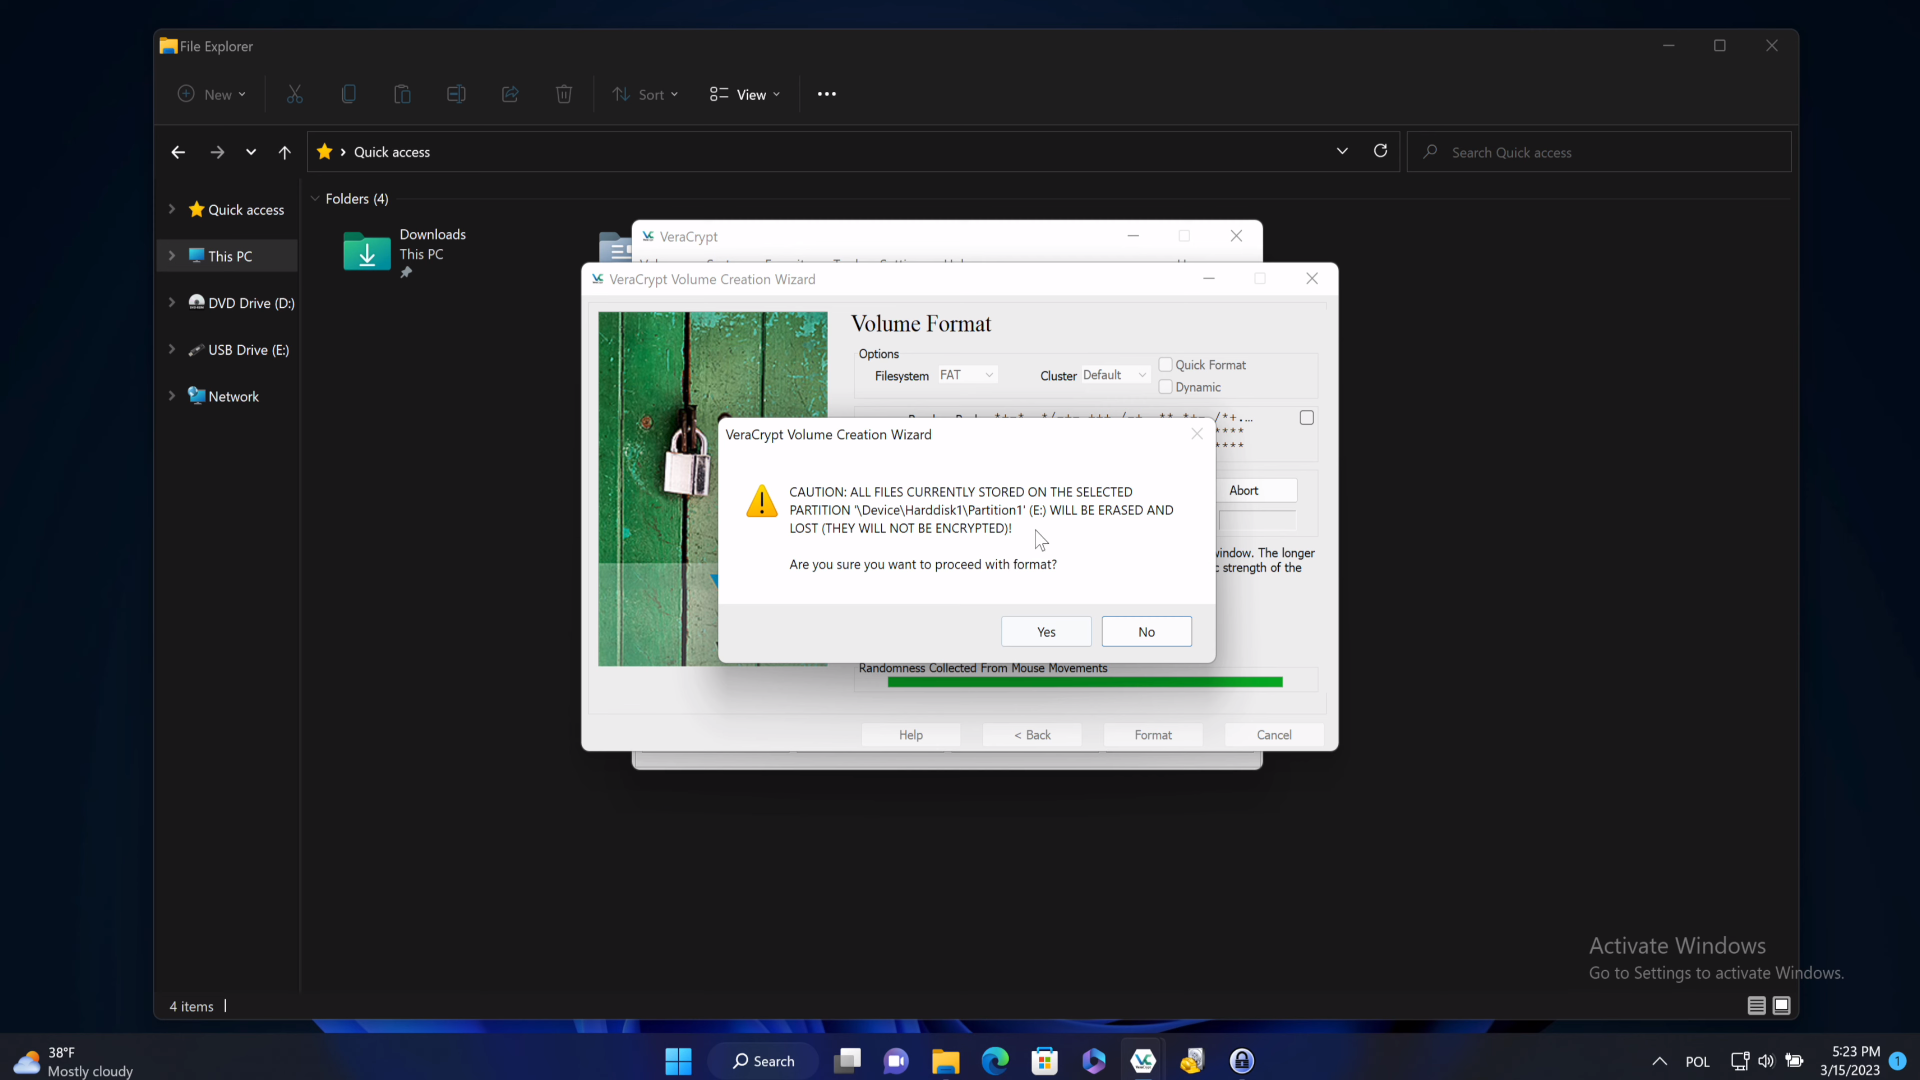 File Explorer
New
Sort
View
Quick access
Search Quick access
Folders (4)
Quick access
This PC
DVD Drive (D:)
USB Drive (E:)
Network
Downloads
This PC
VeraCrypt
VeraCrypt Volume Creation Wizard
Volume Format
Options
Filesystem FAT
Cluster Default
Quick Format
Dynamic
VeraCrypt Volume Creation Wizard
CAUTION: ALL FILES CURRENTLY STORED ON THE SELECTED
PARTITION '\Device\Harddisk1\Partition1' (E:) WILL BE ERASED AND
LOST (THEY WILL NOT BE ENCRYPTED)!
Are you sure you want to proceed with format?
Yes
No
Abort
window. The longer
strength of the
Randomness Collected From Mouse Movements
Help
< Back
Format
Cancel
Activate Windows
Go to Settings to activate Windows.
4 items
38°F
Mostly cloudy
Search
POL
5:23 PM
3/15/2023
1